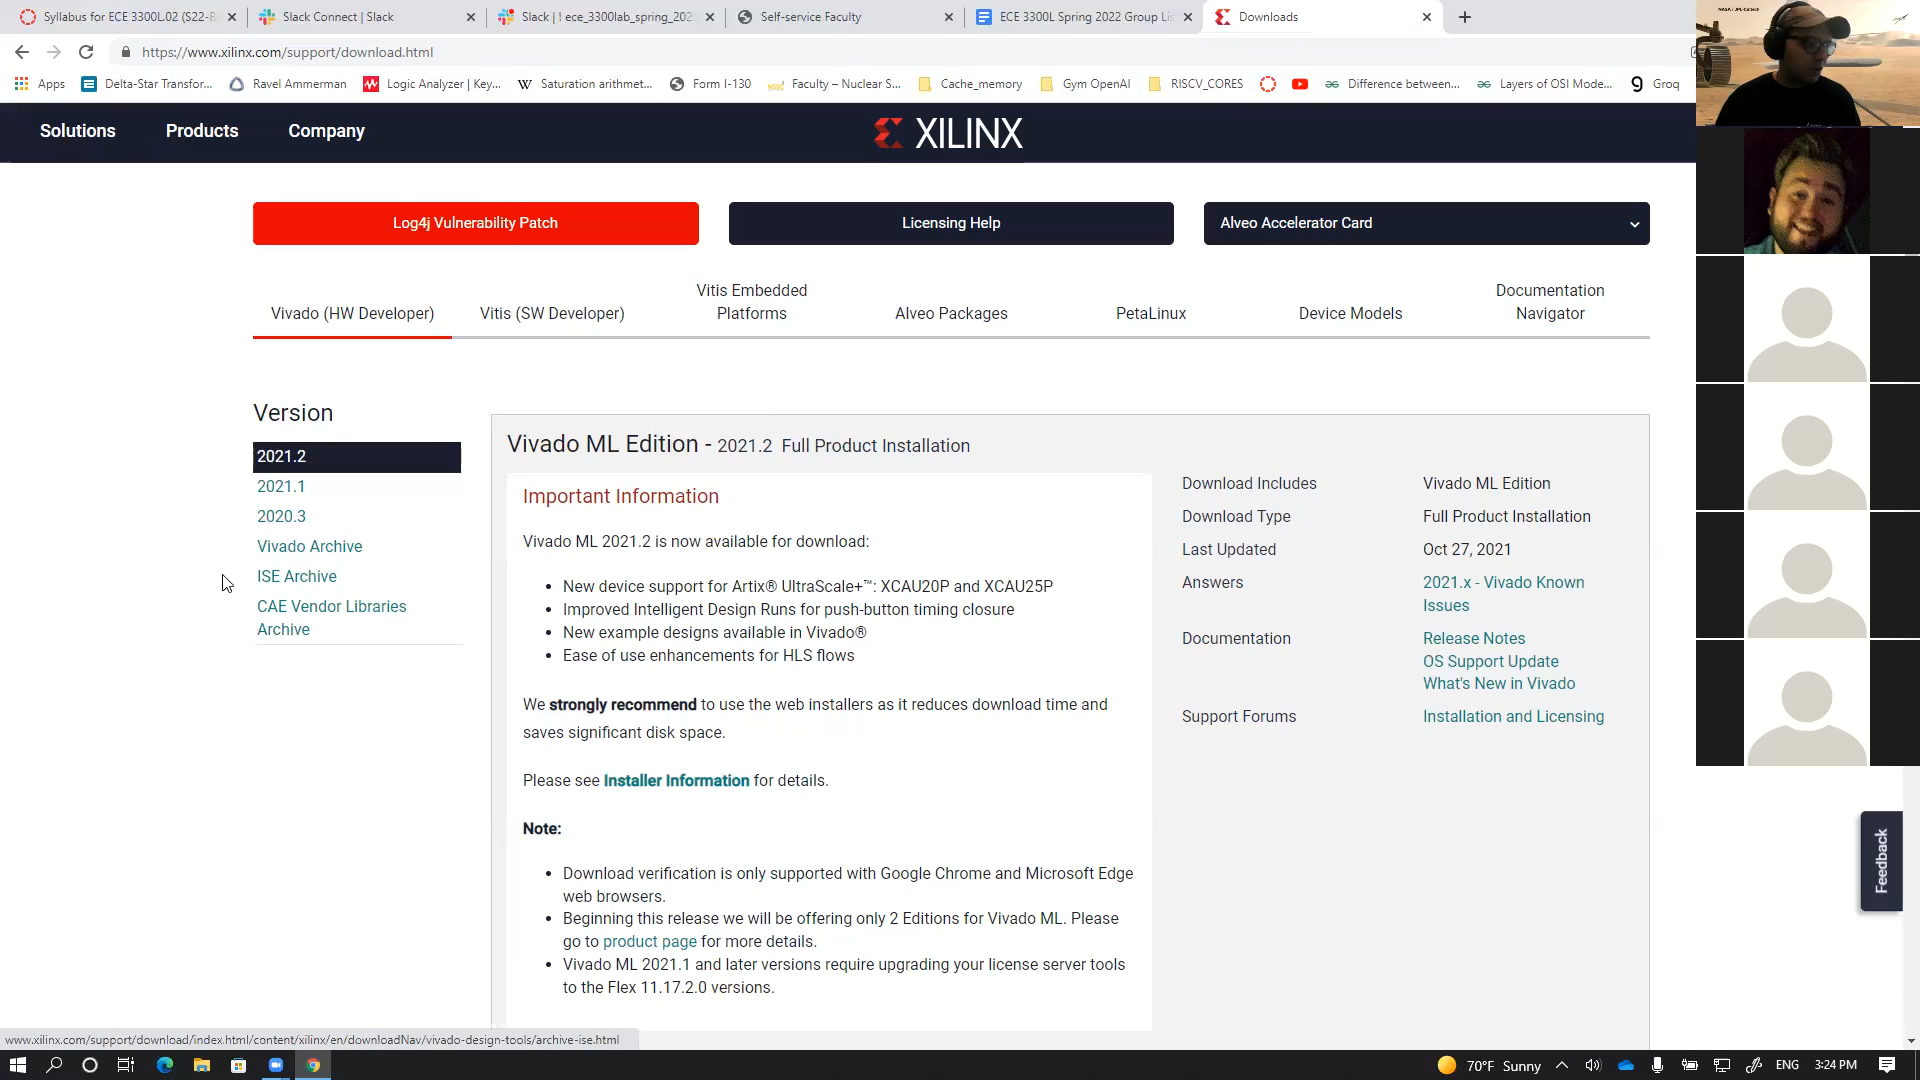 Syllabus for ECE 3300L.02 (S22-R
Slack Connect | Slack
Slack | ! ece_3300lab_spring_202
Self-service Faculty
ECE 3300L Spring 2022 Group Lis
Downloads
https://www.xilinx.com/support/download.html
Apps
Delta-Star Transfor...
Ravel Ammerman
Logic Analyzer | Key...
Saturation arithmet...
Form I-130
Faculty – Nuclear S...
Cache_memory
Gym OpenAI
RISCV_CORES
Difference between...
Layers of OSI Mode...
Groq
NASA / JPL-Caltech
Solutions
Products
Company
XILINX
Log4j Vulnerability Patch
Licensing Help
Alveo Accelerator Card
Vivado (HW Developer)
Vitis (SW Developer)
Vitis Embedded
Platforms
Alveo Packages
PetaLinux
Device Models
Documentation
Navigator
Version
2021.2
2021.1
2020.3
Vivado Archive
ISE Archive
CAE Vendor Libraries
Archive
Vivado ML Edition - 2021.2 Full Product Installation
Important Information
Vivado ML 2021.2 is now available for download:
• New device support for Artix® UltraScale+™: XCAU20P and XCAU25P
• Improved Intelligent Design Runs for push-button timing closure
• New example designs available in Vivado®
• Ease of use enhancements for HLS flows
We strongly recommend to use the web installers as it reduces download time and
saves significant disk space.
Please see Installer Information for details.
Note:
• Download verification is only supported with Google Chrome and Microsoft Edge
web browsers.
• Beginning this release we will be offering only 2 Editions for Vivado ML. Please
go to product page for more details.
• Vivado ML 2021.1 and later versions require upgrading your license server tools
to the Flex 11.17.2.0 versions.
Download Includes Vivado ML Edition
Download Type Full Product Installation
Last Updated Oct 27, 2021
Answers 2021.x - Vivado Known
Issues
Documentation Release Notes
OS Support Update
What's New in Vivado
Support Forums Installation and Licensing
Feedback
www.xilinx.com/support/download/index.html/content/xilinx/en/downloadNav/vivado-design-tools/archive-ise.html
70°F Sunny
ENG
3:24 PM